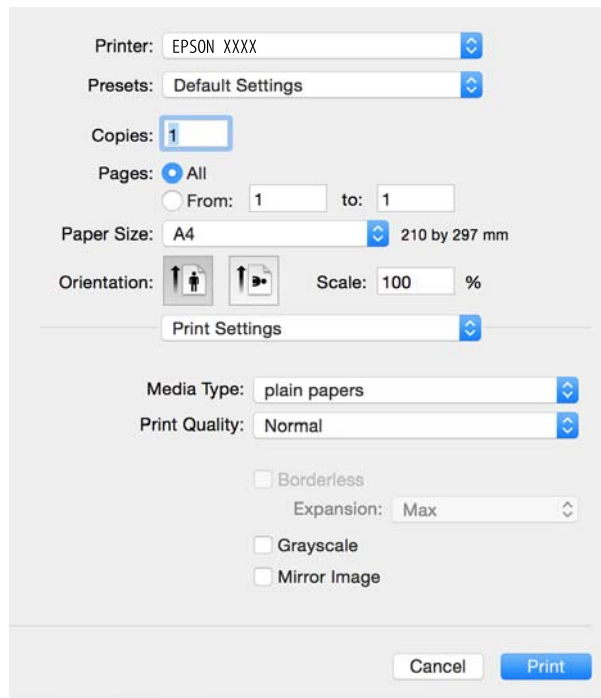 Printer: EPSON XXXX
Presets: Default Settings
Copies: 1
Pages: All
From: 1 to: 1
Paper Size: A4 210 by 297 mm
Orientation: Scale: 100 %
Print Settings
Media Type: plain papers
Print Quality: Normal
Borderless
Expansion: Max
Grayscale
Mirror Image
Cancel Print